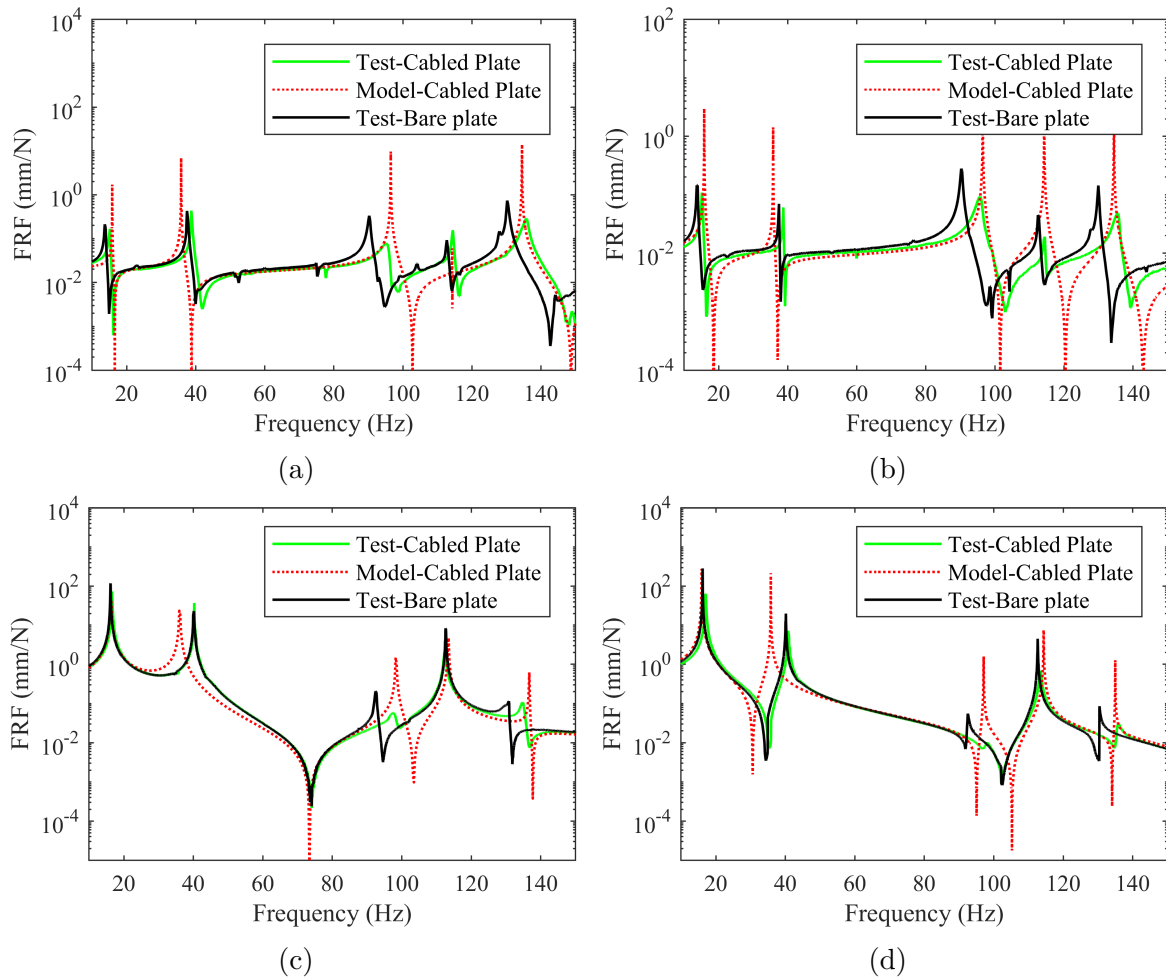 10^4
10^2
10^0
10^-2
10^-4
FRF (mm/N)
Test-Cabled Plate
Model-Cabled Plate
Test-Bare plate
20 40 60 80 100 120 140
Frequency (Hz)
(a)
10^2
10^0
10^-2
10^-4
FRF (mm/N)
Test-Cabled Plate
Model-Cabled Plate
Test-Bare plate
20 40 60 80 100 120 140
Frequency (Hz)
(b)
10^4
10^2
10^0
10^-2
10^-4
FRF (mm/N)
Test-Cabled Plate
Model-Cabled Plate
Test-Bare plate
20 40 60 80 100 120 140
Frequency (Hz)
(c)
10^4
10^2
10^0
10^-2
10^-4
FRF (mm/N)
Test-Cabled Plate
Model-Cabled Plate
Test-Bare plate
20 40 60 80 100 120 140
Frequency (Hz)
(d)